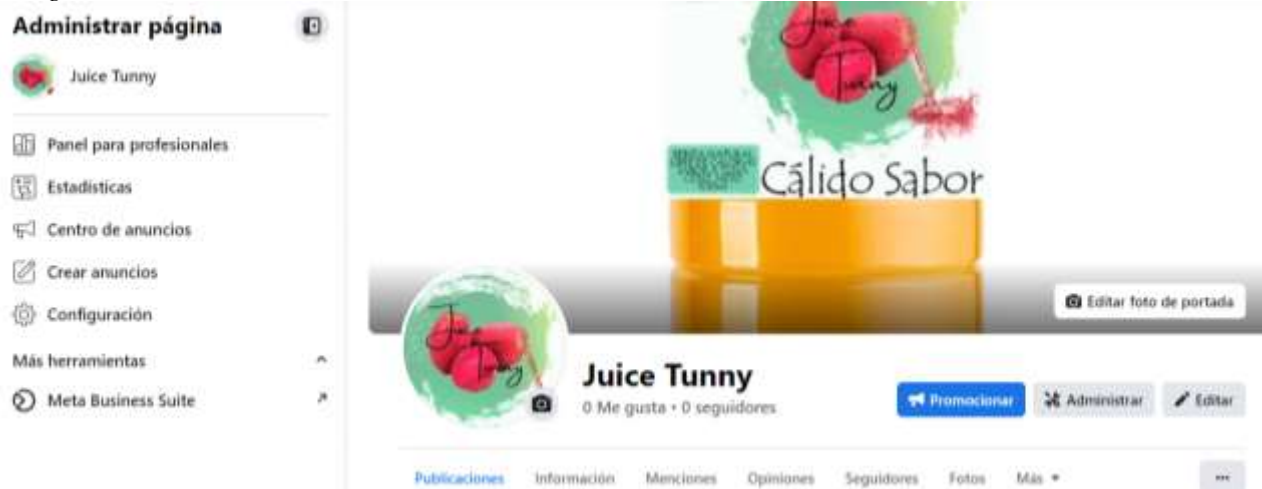 Administrar página
Juice Tunny
Panel para profesionales
Estadísticas
Centro de anuncios
Crear anuncios
Configuración
Más herramientas
Meta Business Suite
Juice
Tunny
Cálido Sabor
Editar foto de portada
Juice
Tunny
Juice Tunny
0 Me gusta • 0 seguidores
Promocionar
Administrar
Editar
Publicaciones
Información
Menciones
Opiniones
Seguidores
Fotos
Más